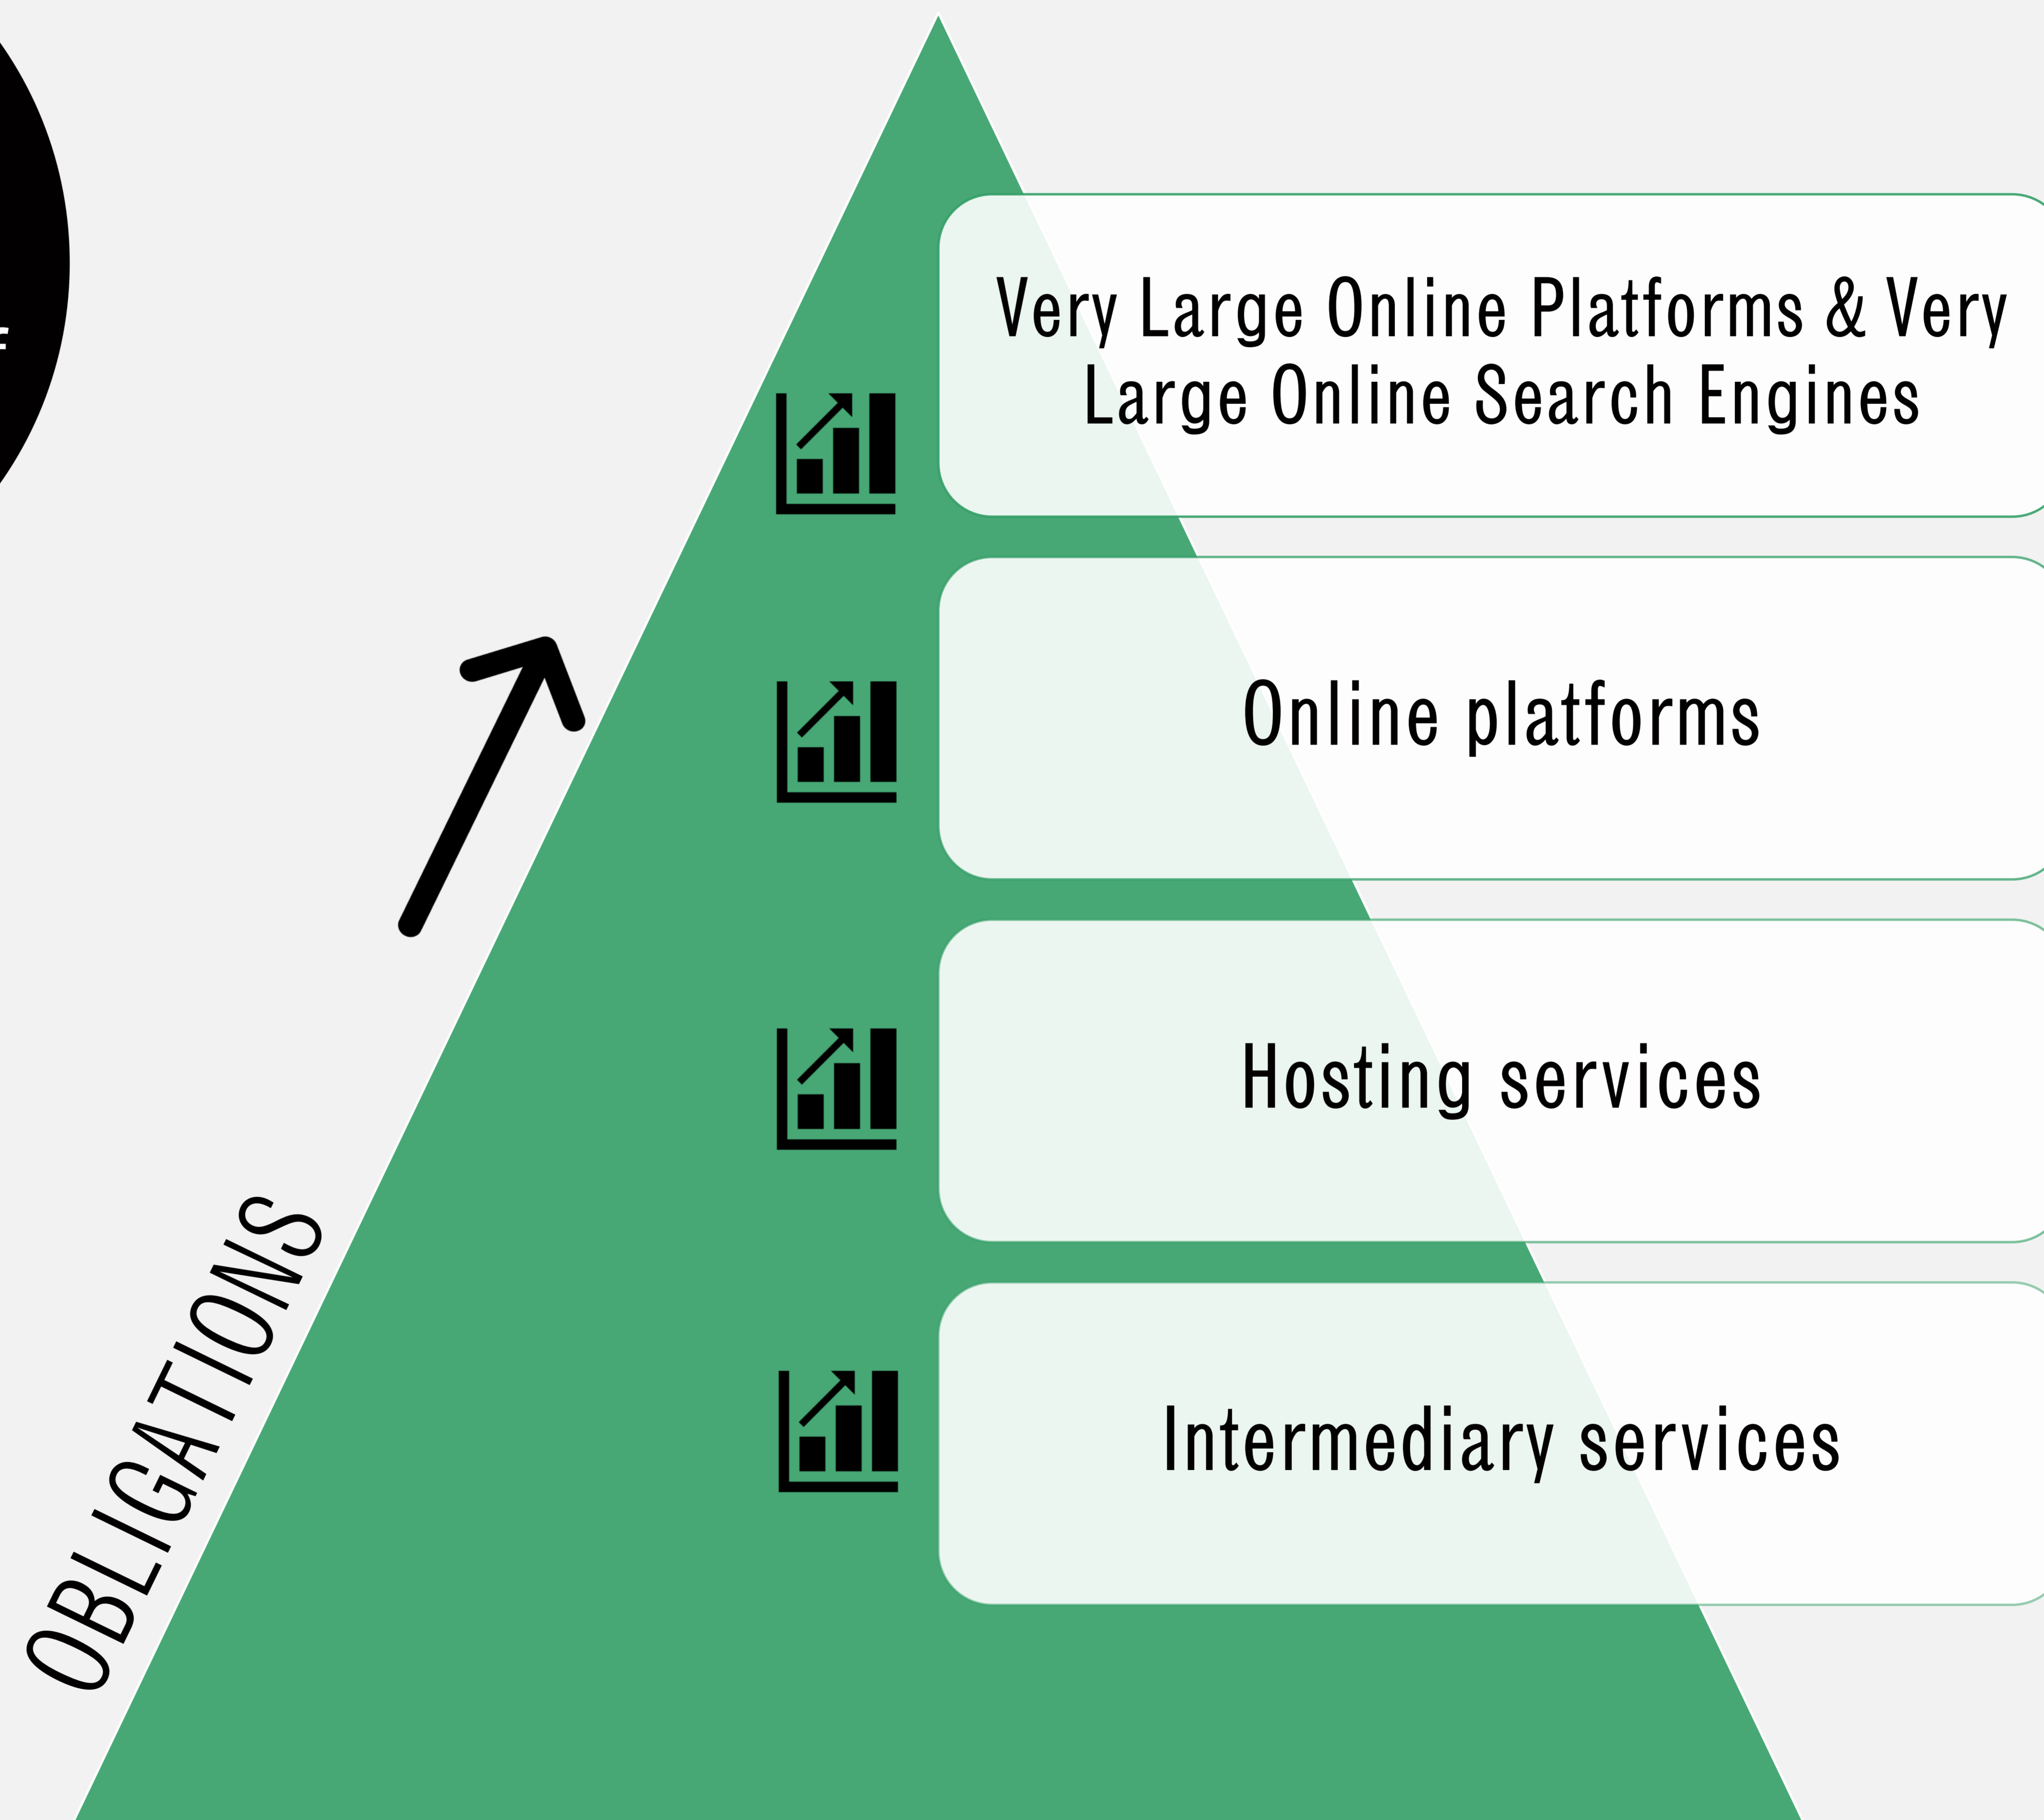 Very Large Online Platforms & Very
Large Online Search Engines
Online platforms
Hosting services
Intermediary services
OBLIGATIONS